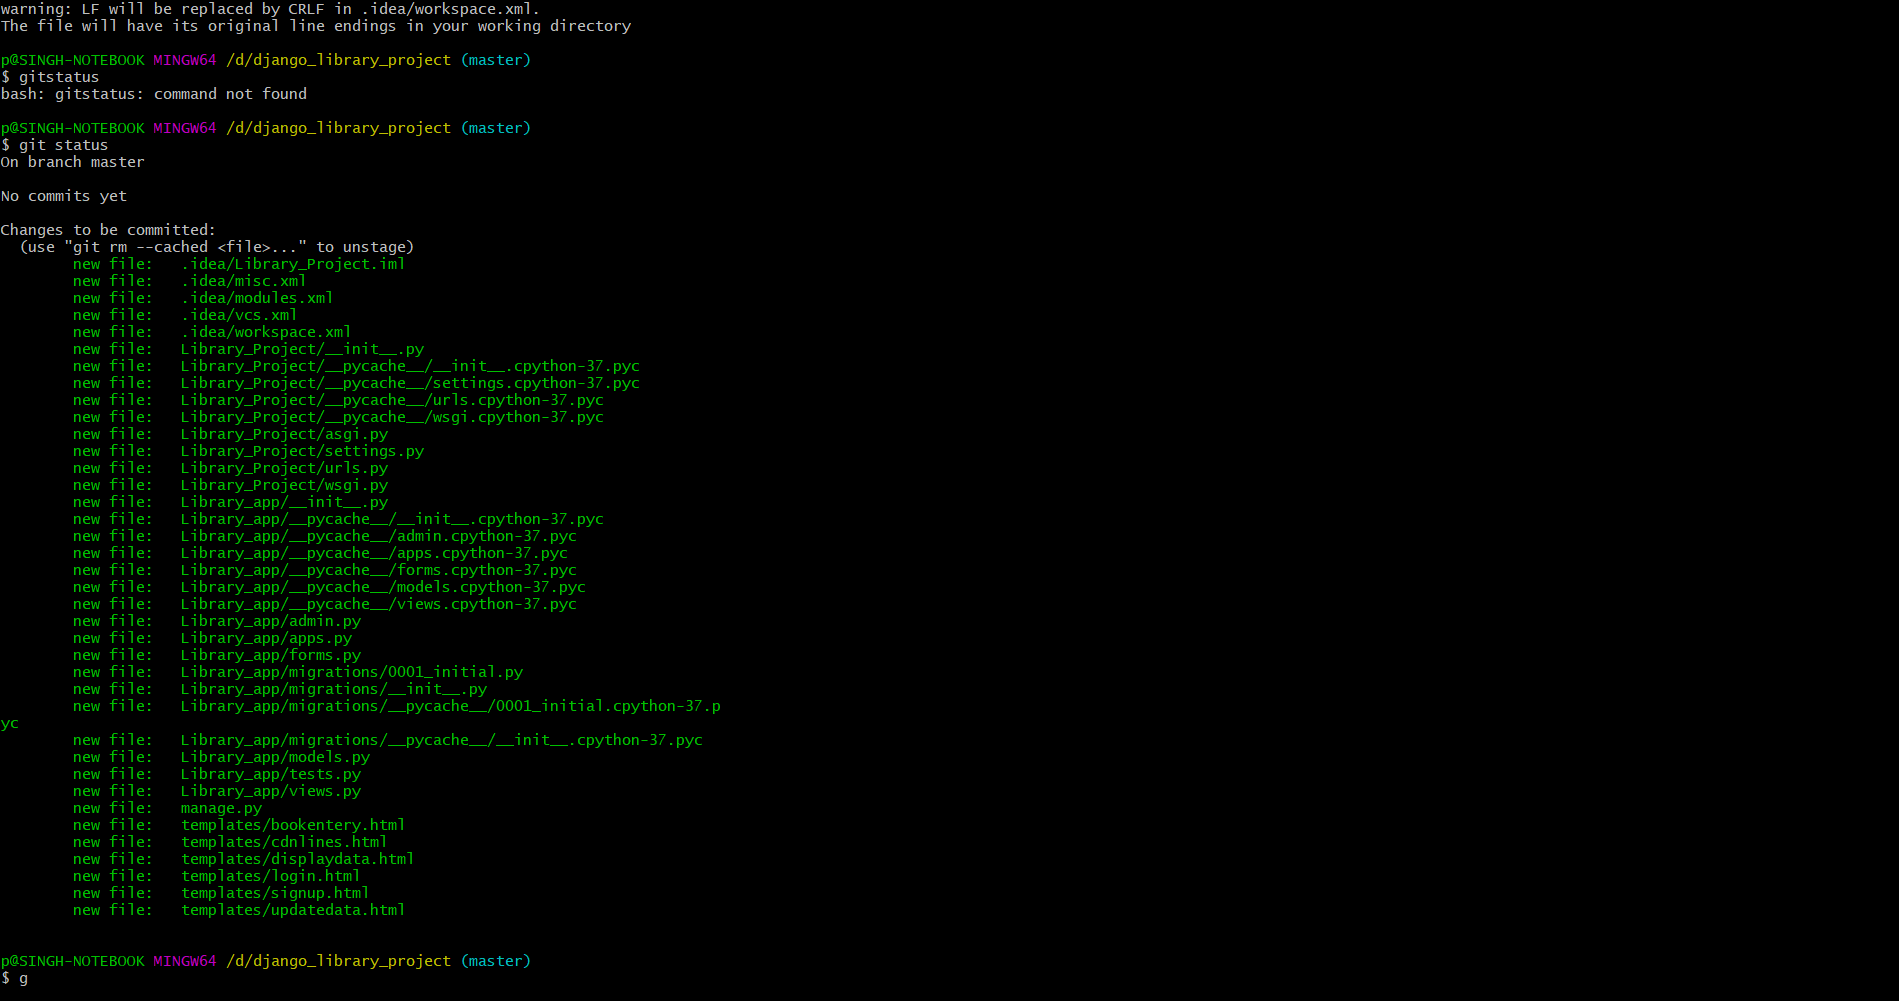 warning: LF will be replaced by CRLF in .idea/workspace.xml.
The file will have its original line endings in your working directory
p@SINGH-NOTEBOOK MINGW64 /d/django_library_project (master)
$ gitstatus
bash: gitstatus: command not found
p@SINGH-NOTEBOOK MINGW64 /d/django_library_project (master)
$ git status
On branch master
No commits yet
Changes to be committed:
  (use "git rm --cached <file>..." to unstage)
        new file:   .idea/Library_Project.iml
        new file:   .idea/misc.xml
        new file:   .idea/modules.xml
        new file:   .idea/vcs.xml
        new file:   .idea/workspace.xml
        new file:   Library_Project/__init__.py
        new file:   Library_Project/__pycache__/__init__.cpython-37.pyc
        new file:   Library_Project/__pycache__/settings.cpython-37.pyc
        new file:   Library_Project/__pycache__/urls.cpython-37.pyc
        new file:   Library_Project/__pycache__/wsgi.cpython-37.pyc
        new file:   Library_Project/asgi.py
        new file:   Library_Project/settings.py
        new file:   Library_Project/urls.py
        new file:   Library_Project/wsgi.py
        new file:   Library_app/__init__.py
        new file:   Library_app/__pycache__/__init__.cpython-37.pyc
        new file:   Library_app/__pycache__/admin.cpython-37.pyc
        new file:   Library_app/__pycache__/apps.cpython-37.pyc
        new file:   Library_app/__pycache__/forms.cpython-37.pyc
        new file:   Library_app/__pycache__/models.cpython-37.pyc
        new file:   Library_app/__pycache__/views.cpython-37.pyc
        new file:   Library_app/admin.py
        new file:   Library_app/apps.py
        new file:   Library_app/forms.py
        new file:   Library_app/migrations/0001_initial.py
        new file:   Library_app/migrations/__init__.py
        new file:   Library_app/migrations/__pycache__/0001_initial.cpython-37.p
yc
        new file:   Library_app/migrations/__pycache__/__init__.cpython-37.pyc
        new file:   Library_app/models.py
        new file:   Library_app/tests.py
        new file:   Library_app/views.py
        new file:   manage.py
        new file:   templates/bookentery.html
        new file:   templates/cdnlines.html
        new file:   templates/displaydata.html
        new file:   templates/login.html
        new file:   templates/signup.html
        new file:   templates/updatedata.html
p@SINGH-NOTEBOOK MINGW64 /d/django_library_project (master)
$ g